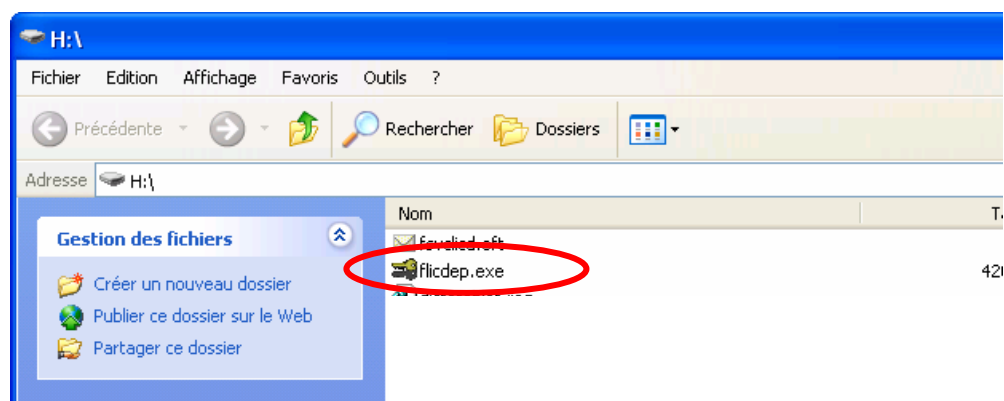 H:\
Fichier Edition Affichage Favoris Outils ?
Précédente Rechercher Dossiers
Adresse H:\
Nom
Gestion des fichiers
flicdep.exe
Créer un nouveau dossier
Publier ce dossier sur le Web
Partager ce dossier